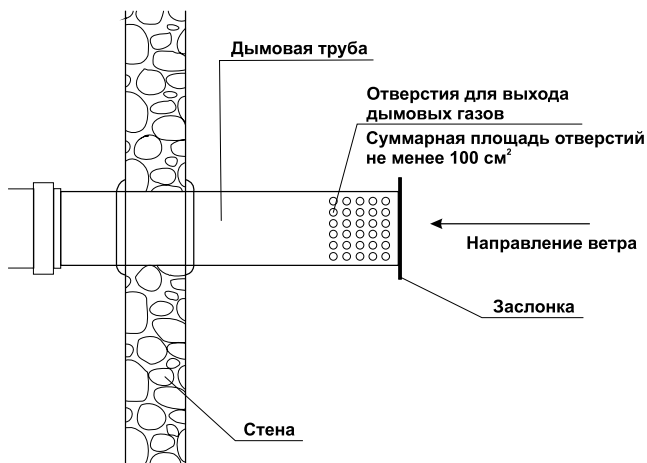 Дымовая труба
Отверстия для выхода
дымовых газов
Суммарная площадь отверстий
не менее 100 см²
Направление ветра
Заслонка
Стена